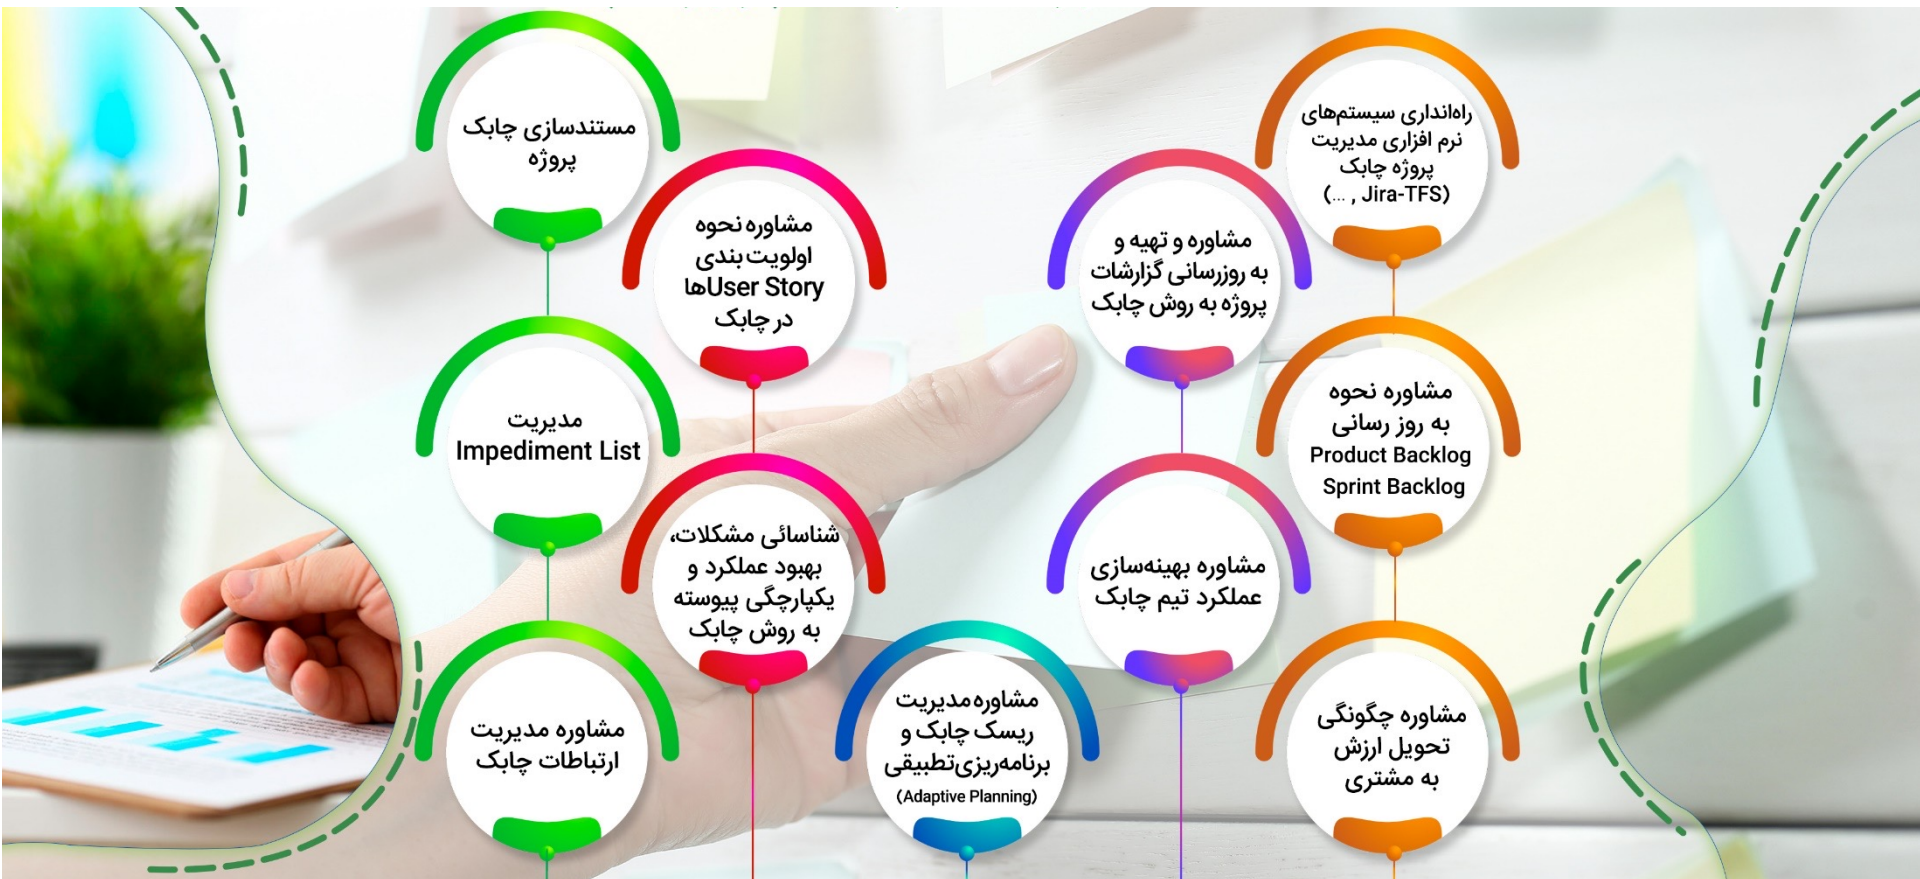 راه‌انداری سیستم‌های
نرم افزاری مدیریت
پروژه چابک
(Jira-TFS , ...)
مشاوره نحوه
به روز رسانی
Product Backlog
Sprint Backlog
مشاوره چگونگی
تحویل ارزش
به مشتری
مشاوره و تهیه و
به روزرسانی گزارشات
پروژه به روش چابک
مشاوره بهینه‌سازی
عملکرد تیم چابک
مشاوره مدیریت
ریسک چابک و
برنامه‌ریزی‌تطبیقی
(Adaptive Planning)
مشاوره نحوه
اولویت‌بندی
User Storyها
در چابک
شناسائی مشکلات،
بهبود عملکرد و
یکپارچگی پیوسته
به روش چابک
مستندسازی چابک
پروژه
مدیریت
Impediment List
مشاوره مدیریت
ارتباطات چابک